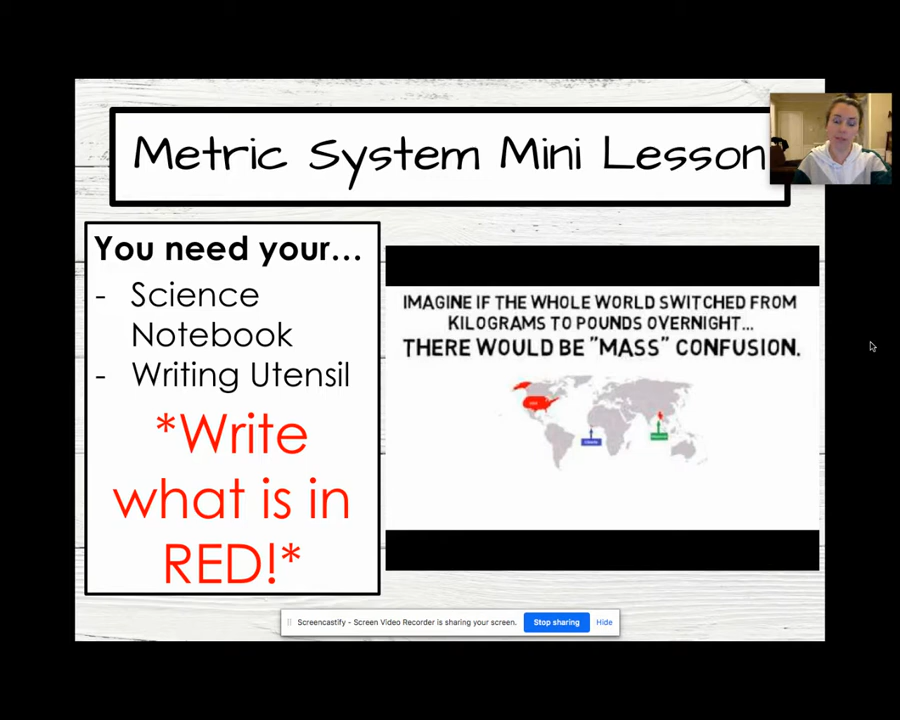 Metric System Mini Lesson
You need your...
- Science
Notebook
- Writing Utensil
*Write
what is in
RED!*
IMAGINE IF THE WHOLE WORLD SWITCHED FROM
KILOGRAMS TO POUNDS OVERNIGHT...
THERE WOULD BE "MASS" CONFUSION.
Screencastify - Screen Video Recorder is sharing your screen.
Stop sharing
Hide